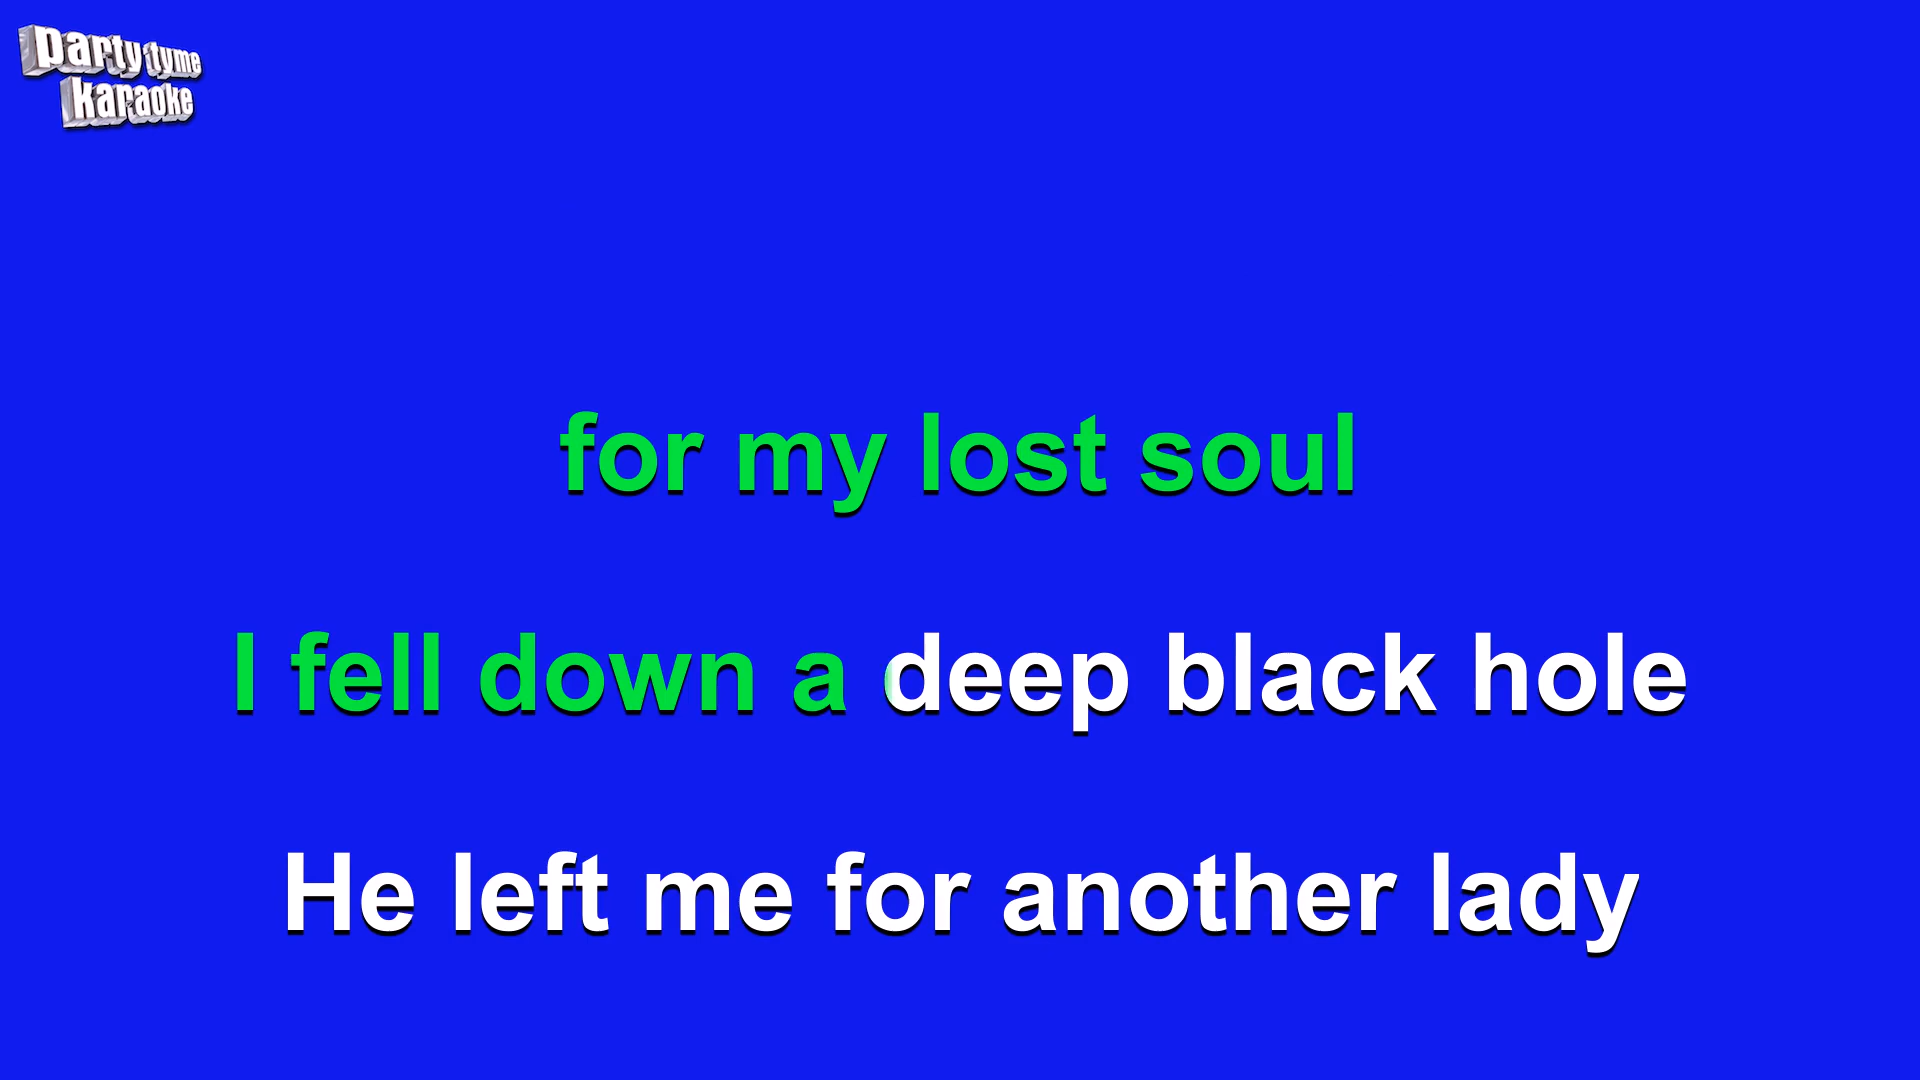 party tyme
karaoke
for my lost soul
I fell down a deep black hole
He left me for another lady